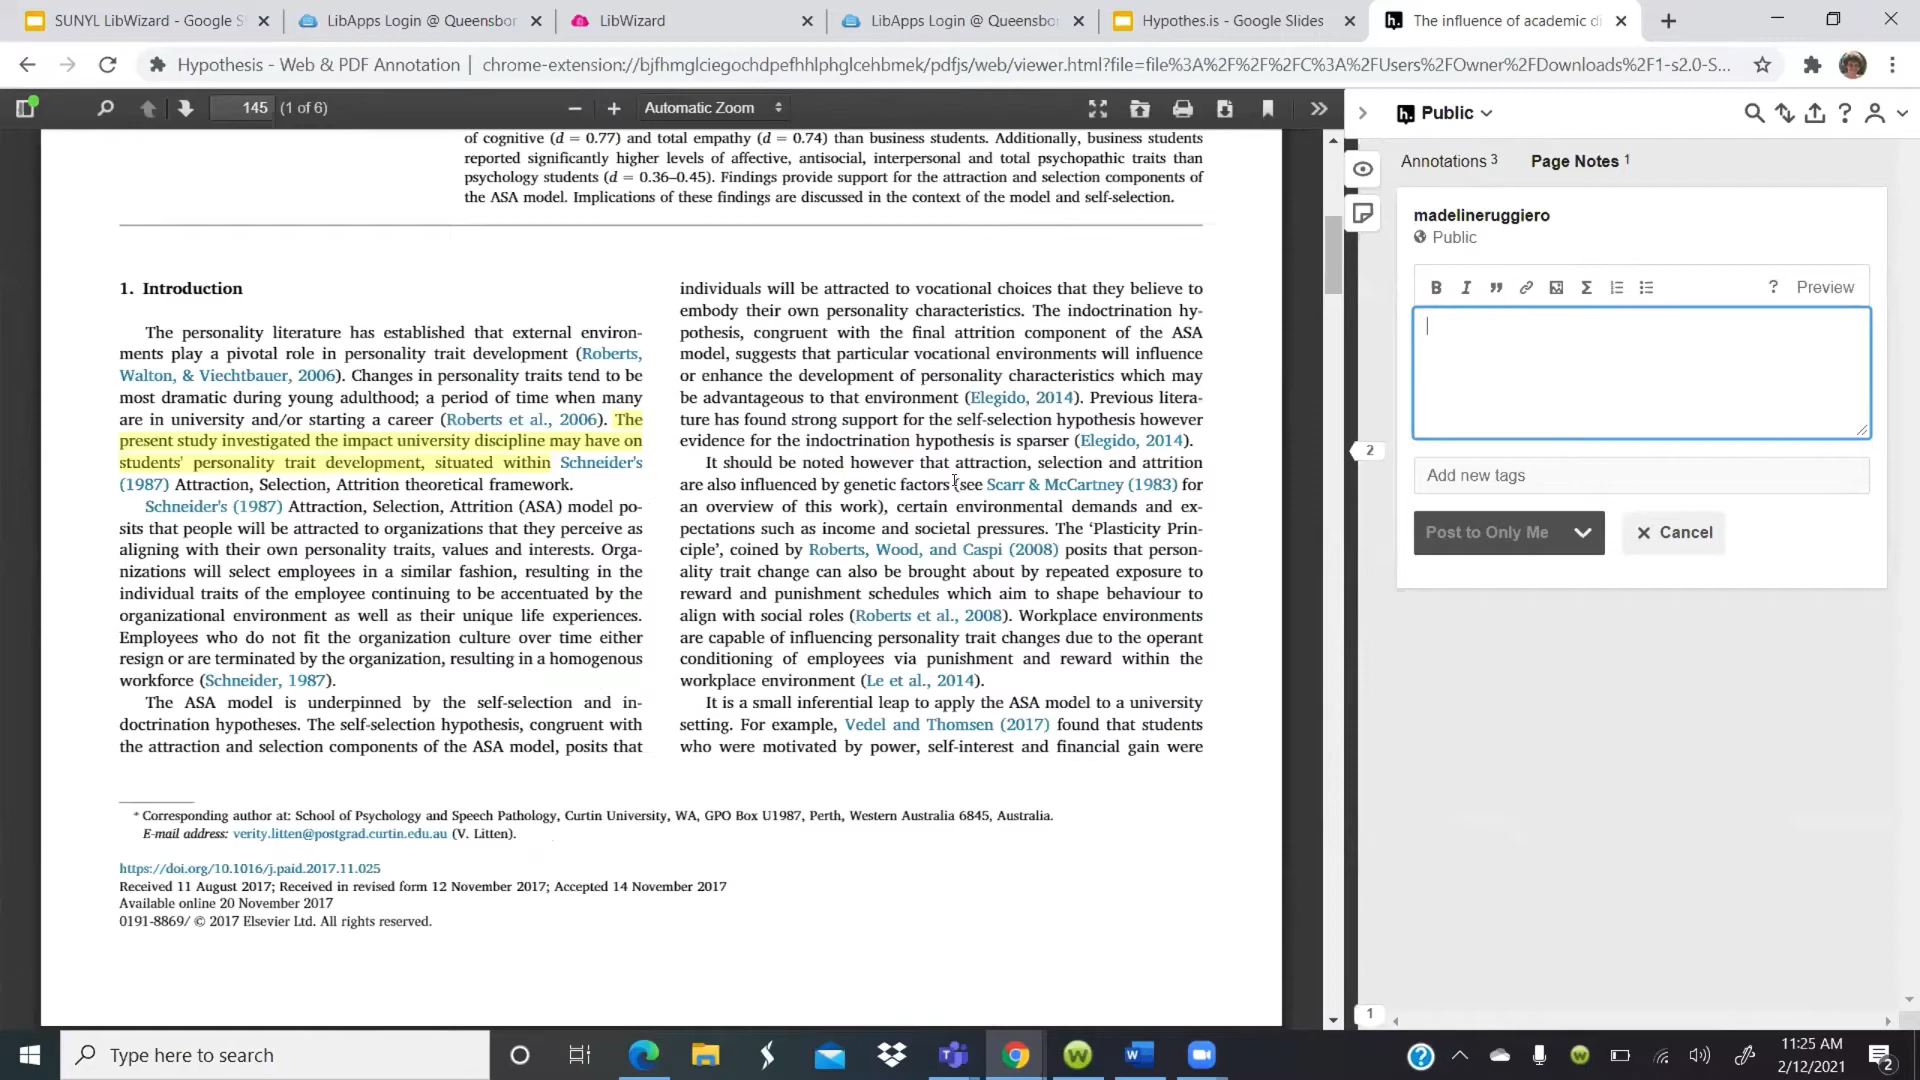 SUNYL LibWizard - Google S
LibApps Login @ Queensbor
LibWizard
LibApps Login @ Queensbo
Hypothes.is - Google Slides
The influence of academic di
Hypothesis - Web & PDF Annotation | chrome-extension://bjfhmglciegochdpefhhlphglcehbmek/pdfjs/web/viewer.html?file=file%3A%2F%2F%2FC%3A%2FUsers%2FOwner%2FDownloads%2F1-s2.0-S...
145 (1 of 6)
Automatic Zoom
of cognitive (d = 0.77) and total empathy (d = 0.74) than business students. Additionally, business students
reported significantly higher levels of affective, antisocial, interpersonal and total psychopathic traits than
psychology students (d = 0.36–0.45). Findings provide support for the attraction and selection components of
the ASA model. Implications of these findings are discussed in the context of the model and self-selection.
1. Introduction
The personality literature has established that external environ-
ments play a pivotal role in personality trait development (Roberts,
Walton, & Viechtbauer, 2006). Changes in personality traits tend to be
most dramatic during young adulthood; a period of time when many
are in university and/or starting a career (Roberts et al., 2006). The
present study investigated the impact university discipline may have on
students' personality trait development, situated within Schneider's
(1987) Attraction, Selection, Attrition theoretical framework.
Schneider's (1987) Attraction, Selection, Attrition (ASA) model po-
sits that people will be attracted to organizations that they perceive as
aligning with their own personality traits, values and interests. Orga-
nizations will select employees in a similar fashion, resulting in the
individual traits of the employee continuing to be accentuated by the
organizational environment as well as their unique life experiences.
Employees who do not fit the organization culture over time either
resign or are terminated by the organization, resulting in a homogenous
workforce (Schneider, 1987).
The ASA model is underpinned by the self-selection and in-
doctrination hypotheses. The self-selection hypothesis, congruent with
the attraction and selection components of the ASA model, posits that
individuals will be attracted to vocational choices that they believe to
embody their own personality characteristics. The indoctrination hy-
pothesis, congruent with the final attrition component of the ASA
model, suggests that particular vocational environments will influence
or enhance the development of personality characteristics which may
be advantageous to that environment (Elegido, 2014). Previous litera-
ture has found strong support for the self-selection hypothesis however
evidence for the indoctrination hypothesis is sparser (Elegido, 2014).
It should be noted however that attraction, selection and attrition
are also influenced by genetic factors (see Scarr & McCartney (1983) for
an overview of this work), certain environmental demands and ex-
pectations such as income and societal pressures. The 'Plasticity Prin-
ciple', coined by Roberts, Wood, and Caspi (2008) posits that person-
ality trait change can also be brought about by repeated exposure to
reward and punishment schedules which aim to shape behaviour to
align with social roles (Roberts et al., 2008). Workplace environments
are capable of influencing personality trait changes due to the operant
conditioning of employees via punishment and reward within the
workplace environment (Le et al., 2014).
It is a small inferential leap to apply the ASA model to a university
setting. For example, Vedel and Thomsen (2017) found that students
who were motivated by power, self-interest and financial gain were
* Corresponding author at: School of Psychology and Speech Pathology, Curtin University, WA, GPO Box U1987, Perth, Western Australia 6845, Australia.
E-mail address: verity.litten@postgrad.curtin.edu.au (V. Litten).
https://doi.org/10.1016/j.paid.2017.11.025
Received 11 August 2017; Received in revised form 12 November 2017; Accepted 14 November 2017
Available online 20 November 2017
0191-8869/ © 2017 Elsevier Ltd. All rights reserved.
2
1
h. Public
Annotations 3
Page Notes 1
madelineruggiero
Public
B I Σ ? Preview
Add new tags
Post to Only Me
Cancel
Type here to search
11:25 AM
2/12/2021
2